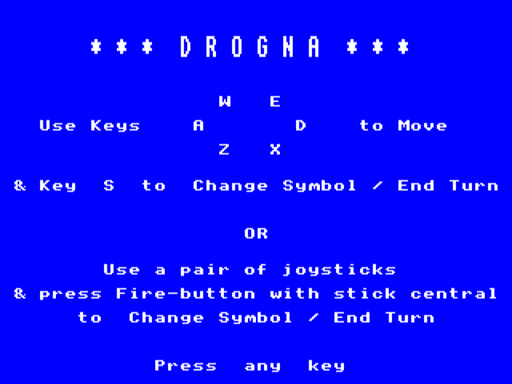 * * * D R O G N A * * *
W E
Use Keys A D to Move
Z X
& Key S to Change Symbol / End Turn
OR
Use a pair of joysticks
& press Fire-button with stick central
to Change Symbol / End Turn
Press any key